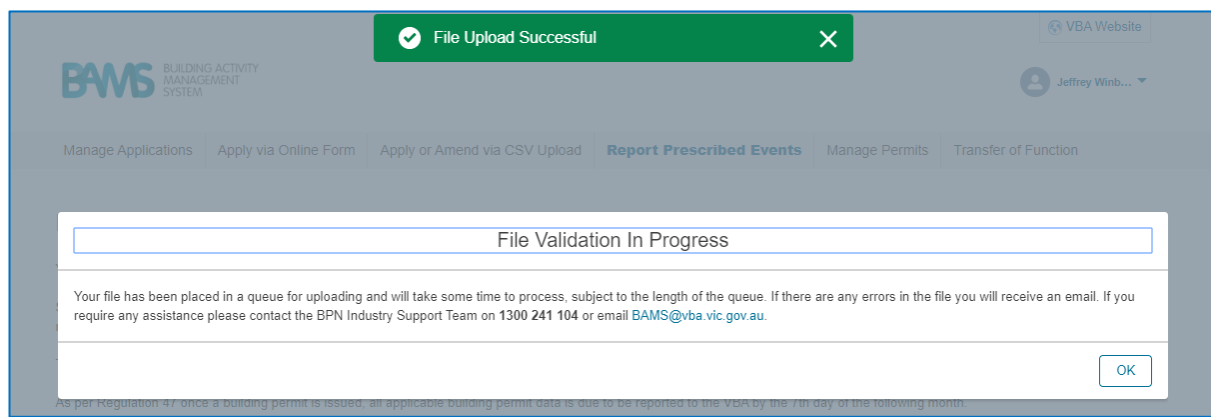 File Upload Successful
VBA Website
BAMS
BUILDING ACTIVITY
MANAGEMENT
SYSTEM
Jeffrey Winb...
Manage Applications Apply via Online Form Apply or Amend via CSV Upload Report Prescribed Events Manage Permits Transfer of Function
File Validation In Progress
Your file has been placed in a queue for uploading and will take some time to process, subject to the length of the queue. If there are any errors in the file you will receive an email. If you
require any assistance please contact the BPN Industry Support Team on 1300 241 104 or email BAMS@vba.vic.gov.au.
OK
As per Regulation 47 once a building permit is issued, all applicable building permit data is due to be reported to the VBA by the 7th day of the following month.